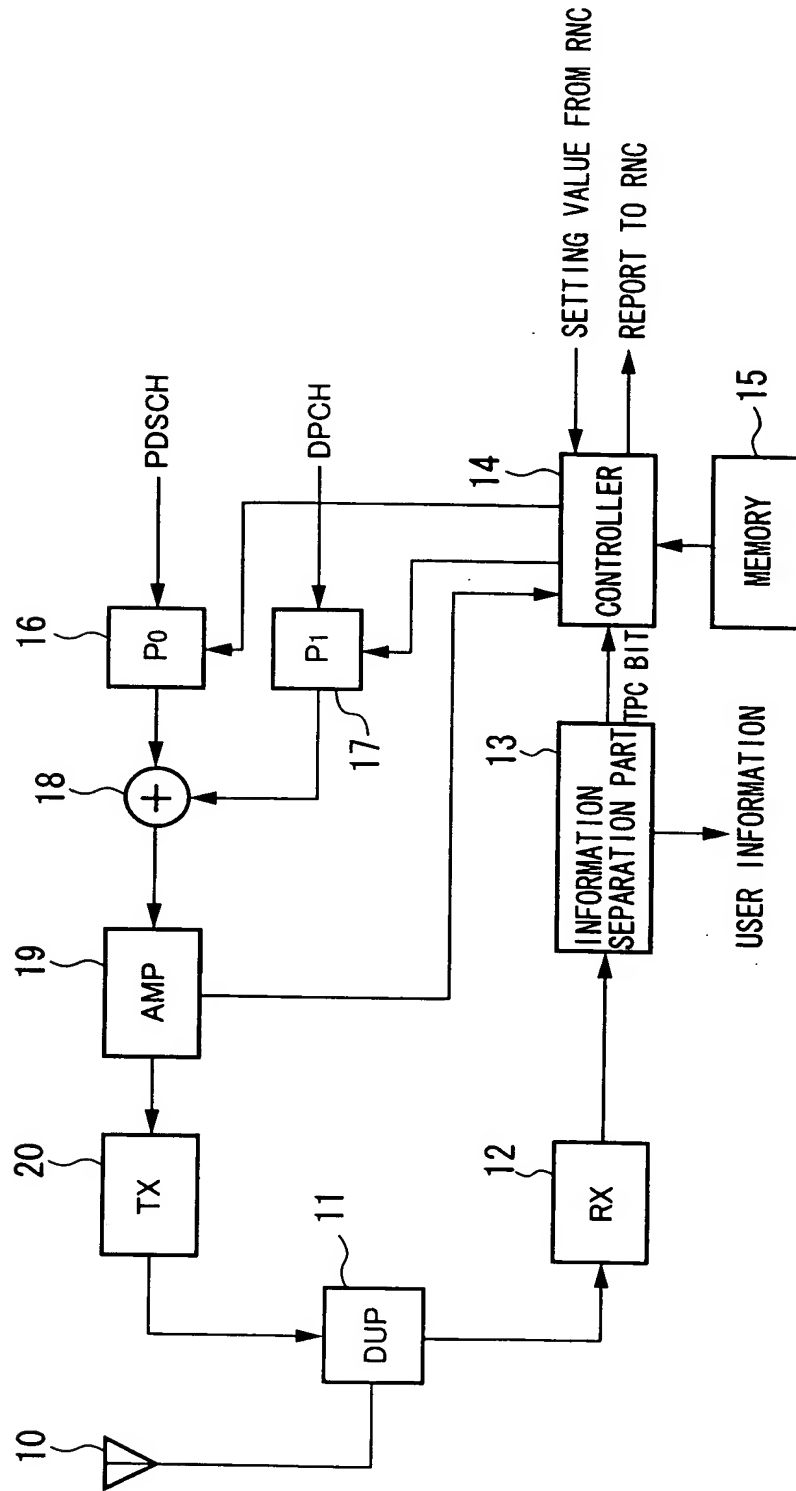 10
11
DUP
20
TX
12
RX
19
AMP
18
+
16
P0
PDSCH
17
P1
DPCH
13
INFORMATION
SEPARATION PART
TPC BIT
USER INFORMATION
14
CONTROLLER
SETTING VALUE FROM RNC
REPORT TO RNC
15
MEMORY